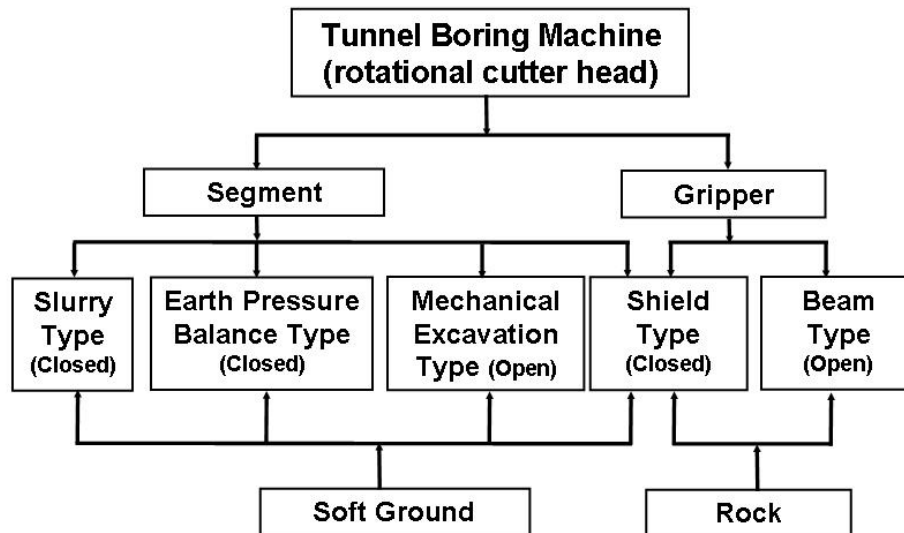 Tunnel Boring Machine
(rotational cutter head)
Segment
Gripper
Slurry
Type
(Closed)
Earth Pressure
Balance Type
(Closed)
Mechanical
Excavation
Type (Open)
Shield
Type
(Closed)
Beam
Type
(Open)
Soft Ground
Rock